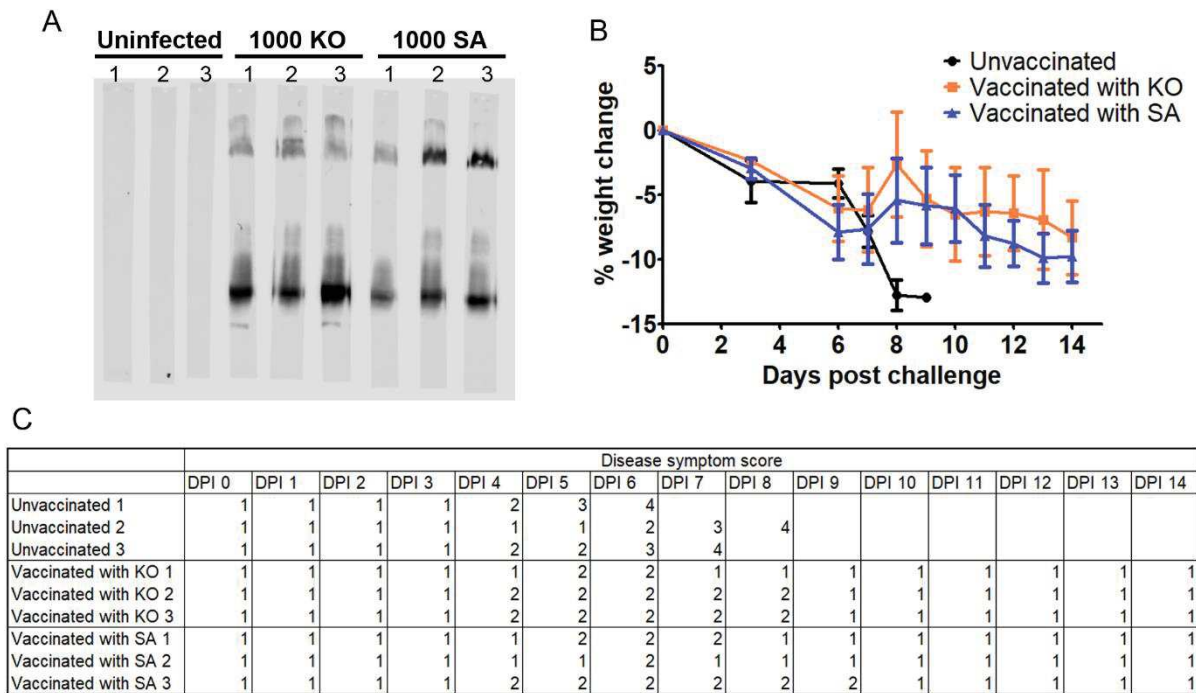 A
Uninfected 1000 KO 1000 SA
1 2 3 1 2 3 1 2 3
B
Unvaccinated
Vaccinated with KO
Vaccinated with SA
5
0
-5
-10
-15
% weight change
0 2 4 6 8 10 12 14
Days post challenge
C
Disease symptom score
DPI 0 DPI 1 DPI 2 DPI 3 DPI 4 DPI 5 DPI 6 DPI 7 DPI 8 DPI 9 DPI 10 DPI 11 DPI 12 DPI 13 DPI 14
Unvaccinated 1 1 1 1 1 2 3 4
Unvaccinated 2 1 1 1 1 1 1 2 3 4
Unvaccinated 3 1 1 1 1 2 2 3 4
Vaccinated with KO 1 1 1 1 1 1 2 2 1 1 1 1 1 1 1 1
Vaccinated with KO 2 1 1 1 1 2 2 2 2 2 1 1 1 1 1 1
Vaccinated with KO 3 1 1 1 1 2 2 2 2 2 1 1 1 1 1 1
Vaccinated with SA 1 1 1 1 1 1 2 2 2 1 1 1 1 1 1 1
Vaccinated with SA 2 1 1 1 1 1 1 2 1 1 1 1 1 1 1 1
Vaccinated with SA 3 1 1 1 1 2 2 2 2 2 2 1 1 1 1 1